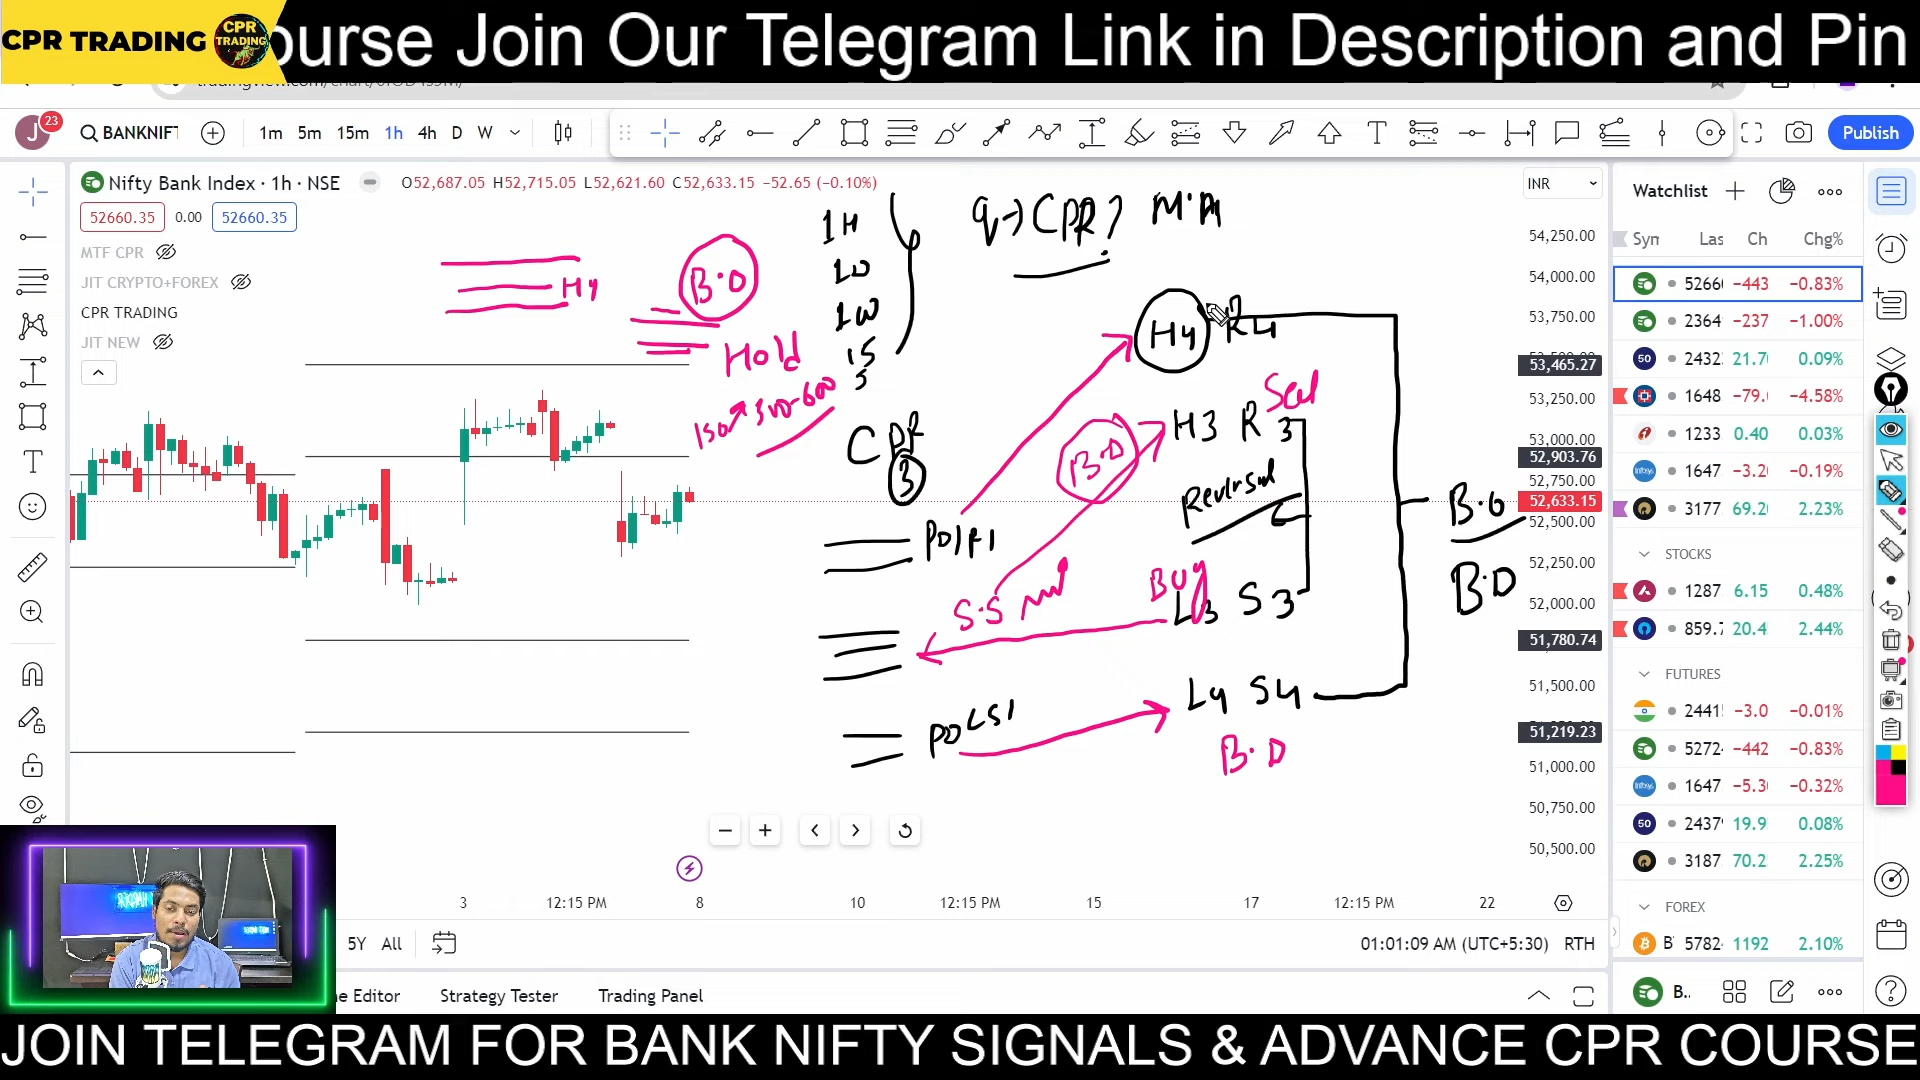 CPR TRADING
CPR TRADING
ourse Join Our Telegram Link in Description and Pin
J
23
BANKNIF
1m 5m 15m 1h 4h D W
Publish
Nifty Bank Index · 1h · NSE
O52,687.05 H52,715.05 L52,621.60 C52,633.15 −52.65 (−0.10%)
52660.35 0.00 52660.35
MTF CPR
JIT CRYPTO+FOREX
CPR TRADING
JIT NEW
H4
B.O
Hold
150 300-600
1H
1D
1W
15
5
CPR
3
CPR?
H4 R4
H3 R3
Sell
B.O
Reversal
S.S
Buy
L3 S3
L4 S4
B.D
B.O
B.D
INR
54,250.00
54,000.00
53,750.00
53,465.27
53,250.00
53,000.00
52,903.76
52,750.00
52,633.15
52,500.00
52,250.00
52,000.00
51,780.74
51,500.00
51,219.23
51,000.00
50,750.00
50,500.00
3 12:15 PM 8 10 12:15 PM 15 17 12:15 PM 22
5Y All
01:01:09 AM (UTC+5:30) RTH
e Editor Strategy Tester Trading Panel
Watchlist
Syn Las Ch Chg%
5266 −443 −0.83%
2364 −237 −1.00%
50 2432 21.7 0.09%
1648 −79. −4.58%
1233 0.40 0.03%
1647 −3.2 −0.19%
3177 69.2 2.23%
STOCKS
1287 6.15 0.48%
859.7 20.4 2.44%
FUTURES
2441 −3.0 −0.01%
5272 −442 −0.83%
1647 −5.3 −0.32%
50 2437 19.9 0.08%
3187 70.2 2.25%
FOREX
B 5782 1192 2.10%
B..
JOIN TELEGRAM FOR BANK NIFTY SIGNALS & ADVANCE CPR COURSE